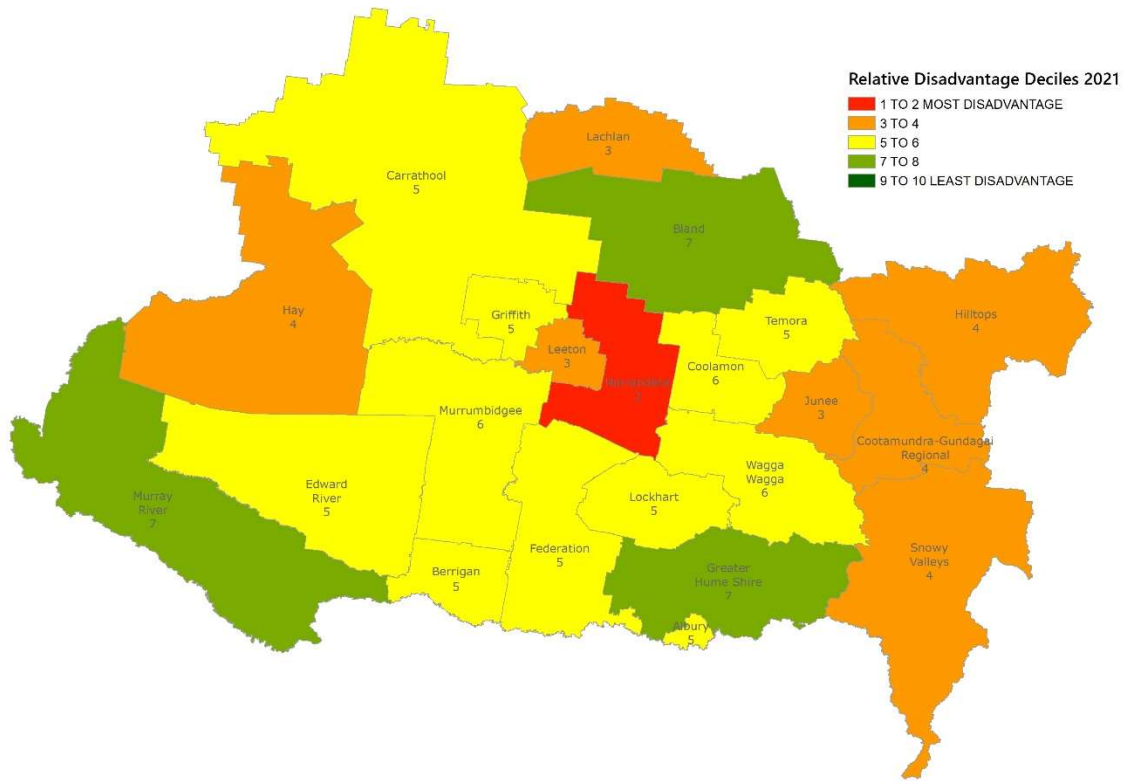 Relative Disadvantage Deciles 2021
1 TO 2 MOST DISADVANTAGE
3 TO 4
5 TO 6
7 TO 8
9 TO 10 LEAST DISADVANTAGE
Lachlan
3
Carrathool
5
Bland
7
Hay
4
Griffith
5
Temora
5
Hilltops
4
Leeton
3
Coolamon
6
Narrandera
2
Junee
3
Murrumbidgee
6
Cootamundra-Gundagai
Regional
4
Wagga
Wagga
6
Edward
River
5
Lockhart
5
Murray
River
7
Federation
5
Snowy
Valleys
4
Berrigan
5
Greater
Hume Shire
7
Albury
5